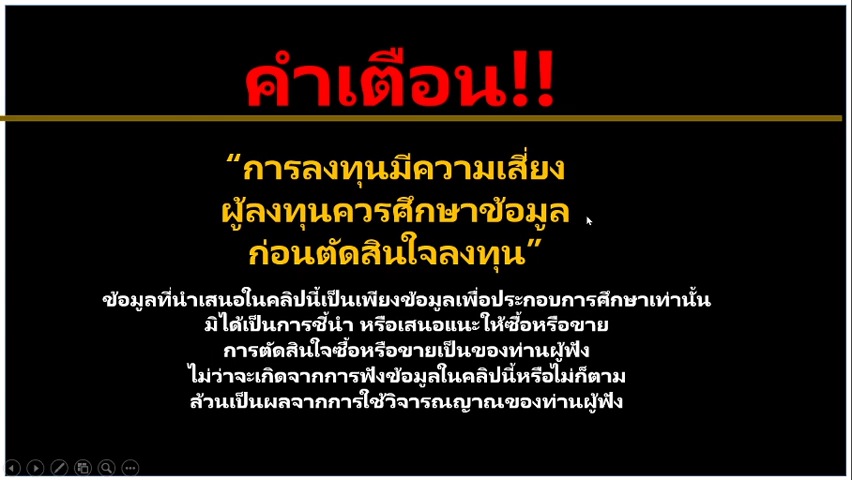 คำเตือน!!
“การลงทุนมีความเสี่ยง
ผู้ลงทุนควรศึกษาข้อมูล
ก่อนตัดสินใจลงทุน”
ข้อมูลที่นำเสนอในคลิปนี้เป็นเพียงข้อมูลเพื่อประกอบการศึกษาเท่านั้น
มิได้เป็นการชี้นำ หรือเสนอแนะให้ซื้อหรือขาย
การตัดสินใจซื้อหรือขายเป็นของท่านผู้ฟัง
ไม่ว่าจะเกิดจากการฟังข้อมูลในคลิปนี้หรือไม่ก็ตาม
ล้วนเป็นผลจากการใช้วิจารณญาณของท่านผู้ฟัง